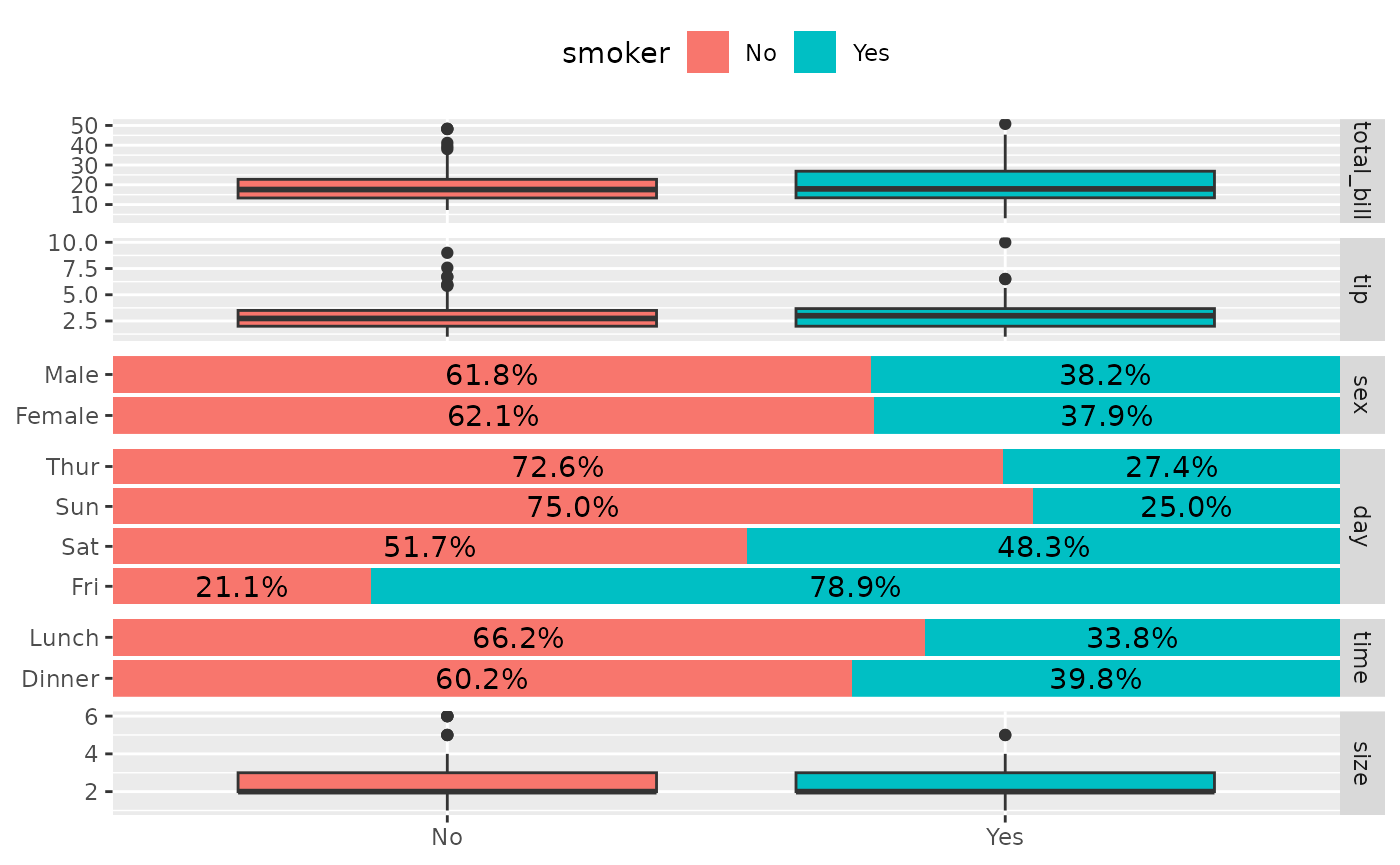 smoker No Yes
50
40
30
20
10
total_bill
10.0
7.5
5.0
2.5
tip
Male 61.8% 38.2%
Female 62.1% 37.9%
sex
Thur 72.6% 27.4%
Sun 75.0% 25.0%
Sat 51.7% 48.3%
Fri 21.1% 78.9%
day
Lunch 66.2% 33.8%
Dinner 60.2% 39.8%
time
6
4
2
size
No Yes